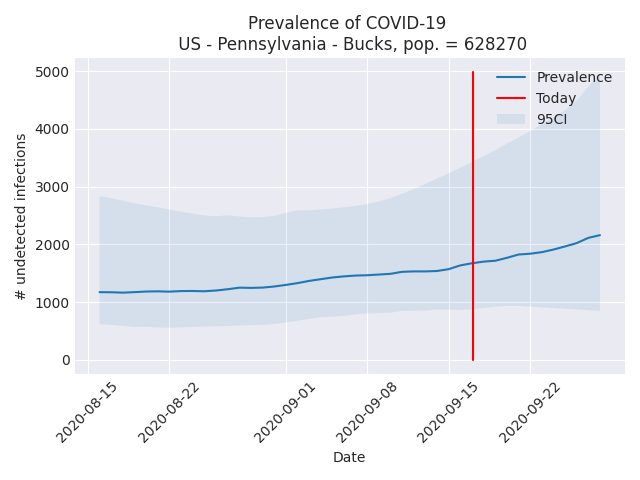 Prevalence of COVID-19
US - Pennsylvania - Bucks, pop. = 628270
5000
4000
3000
2000
1000
0
# undetected infections
Prevalence
Today
95CI
2020-08-15
2020-08-22
2020-09-01
2020-09-08
2020-09-15
2020-09-22
Date